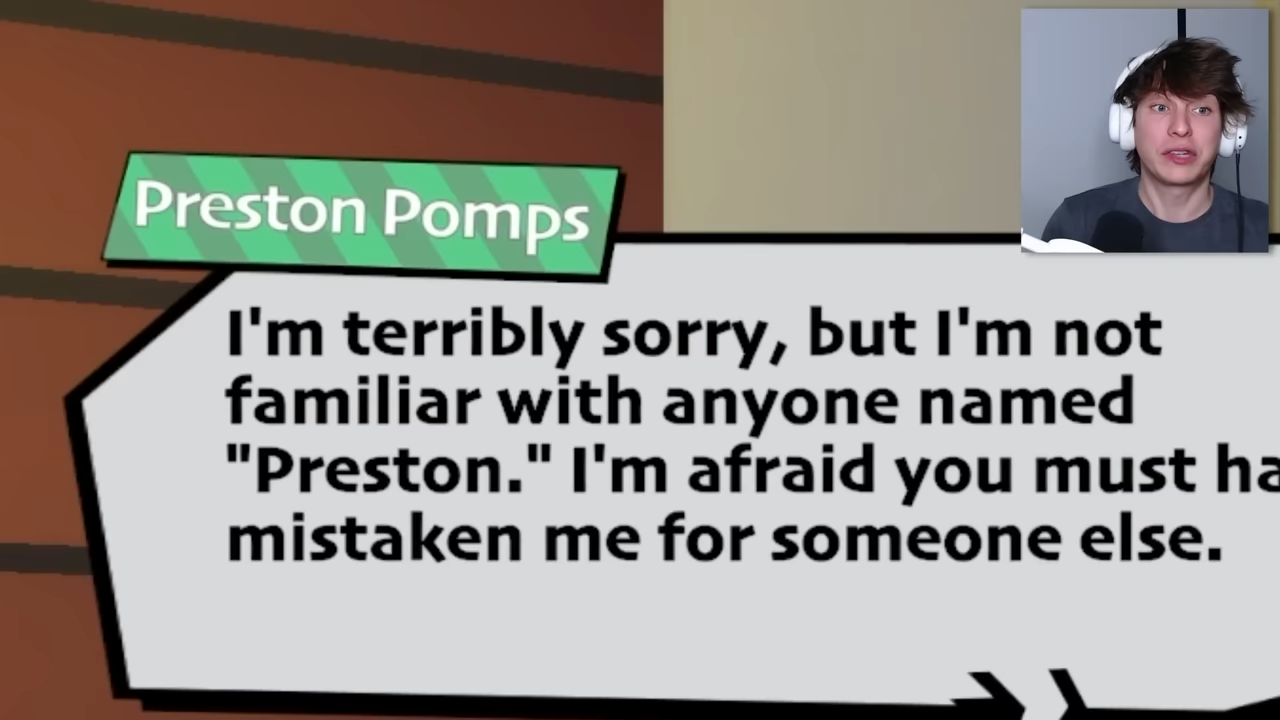 Preston Pomps
I'm terribly sorry, but I'm not
familiar with anyone named
"Preston." I'm afraid you must
mistaken me for someone else.